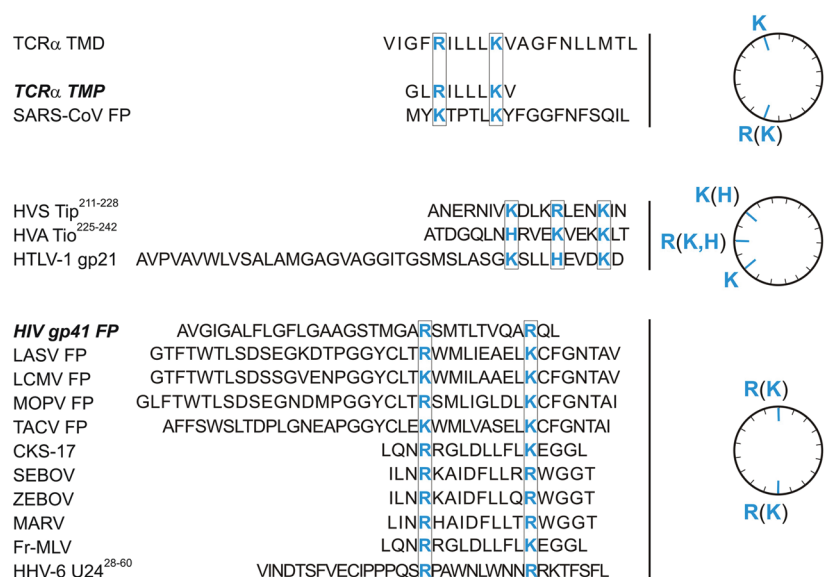 TCRα TMD VIGFRILLLKVAGFNLLMTL K
TCRα TMP GLRILLLKV
SARS-CoV FP MYKTPTLKYFGGFNFSQIL R(K)
HVS Tip211-228 ANERNIVKDLKRLENKIN K(H)
HVA Tio225-242 ATDGQLNHRVEKVEKKLT R(K,H)
HTLV-1 gp21 AVPVAVWLVSALAMGAGVAGGITGSMSLASGKSLLHEVDKD K
HIV gp41 FP AVGIGALFLGFLGAAGSTMGARSMTLTVQARQL
LASV FP GTFTWTLSDSEGKDTPGGYCLTRWMLIEAELKCFGNTAV
LCMV FP GTFTWTLSDSSGVENPGGYCLTKWMILAAELKCFGNTAV
MOPV FP GLFTWTLSDSEGNDMPGGYCLTRSMLIGLDLKCFGNTAI R(K)
TACV FP AFFSWSLTDPLGNEAPGGYCLEKWMLVASELKCFGNTAI
CKS-17 LQNRRGLDLLFLKEGGL
SEBOV ILNRKAIDFLLRRWGGT
ZEBOV ILNRKAIDFLLQRWGGT
MARV LINRHAIDFLLTRWGGT R(K)
Fr-MLV LQNRRGLDLLFLKEGGL
HHV-6 U2428-60 VINDTSFVECIPPPQSRPAWNLWNNRRKTFSFL